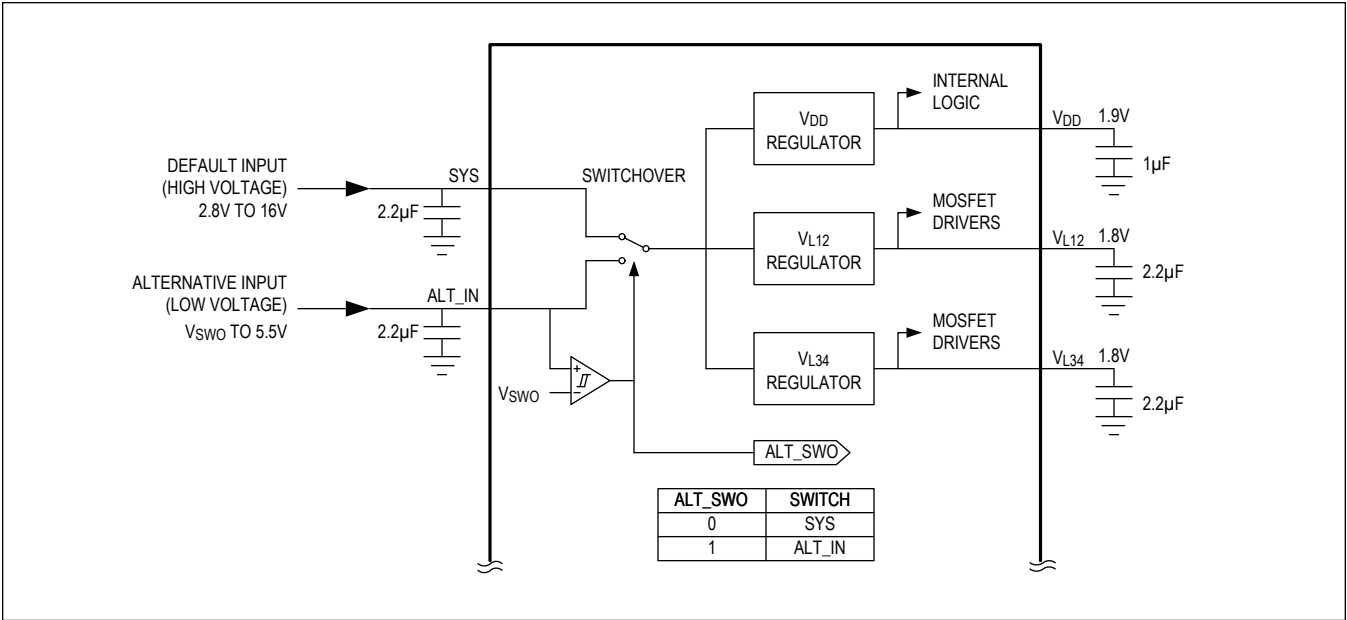 DEFAULT INPUT
(HIGH VOLTAGE)
2.8V TO 16V
SYS
2.2µF
ALTERNATIVE INPUT
(LOW VOLTAGE)
VSWO TO 5.5V
ALT_IN
2.2µF
SWITCHOVER
+
-
VSWO
VDD
REGULATOR
INTERNAL
LOGIC
VDD 1.9V
1µF
VL12
REGULATOR
MOSFET
DRIVERS
VL12 1.8V
2.2µF
VL34
REGULATOR
MOSFET
DRIVERS
VL34 1.8V
2.2µF
ALT_SWO
ALT_SWO SWITCH
0 SYS
1 ALT_IN